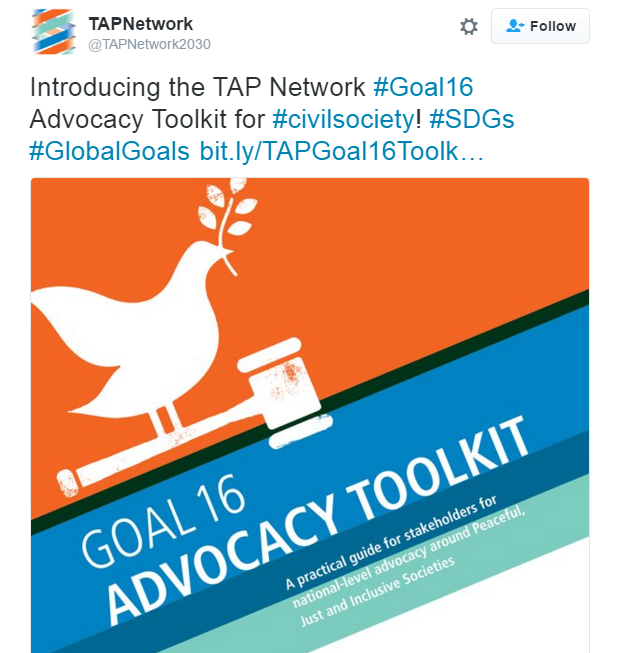 TAPNetwork
@TAPNetwork2030
Follow
Introducing the TAP Network #Goal16
Advocacy Toolkit for #civilsociety! #SDGs
#GlobalGoals bit.ly/TAPGoal16Toolk…
GOAL 16
ADVOCACY TOOLKIT
A practical guide for stakeholders for
national-level advocacy around Peaceful,
Just and Inclusive Societies